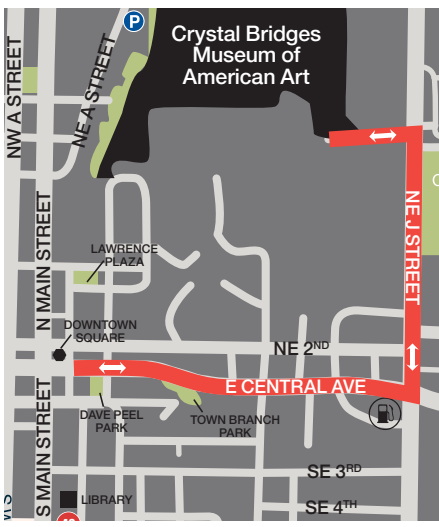 P
Crystal Bridges
Museum of
American Art
NW A STREET
NE A STREET
N MAIN STREET
NE J STREET
LAWRENCE
PLAZA
DOWNTOWN
SQUARE
NE 2ND
E CENTRAL AVE
DAVE PEEL
PARK
TOWN BRANCH
PARK
S MAIN STREET
SE 3RD
LIBRARY
SE 4TH